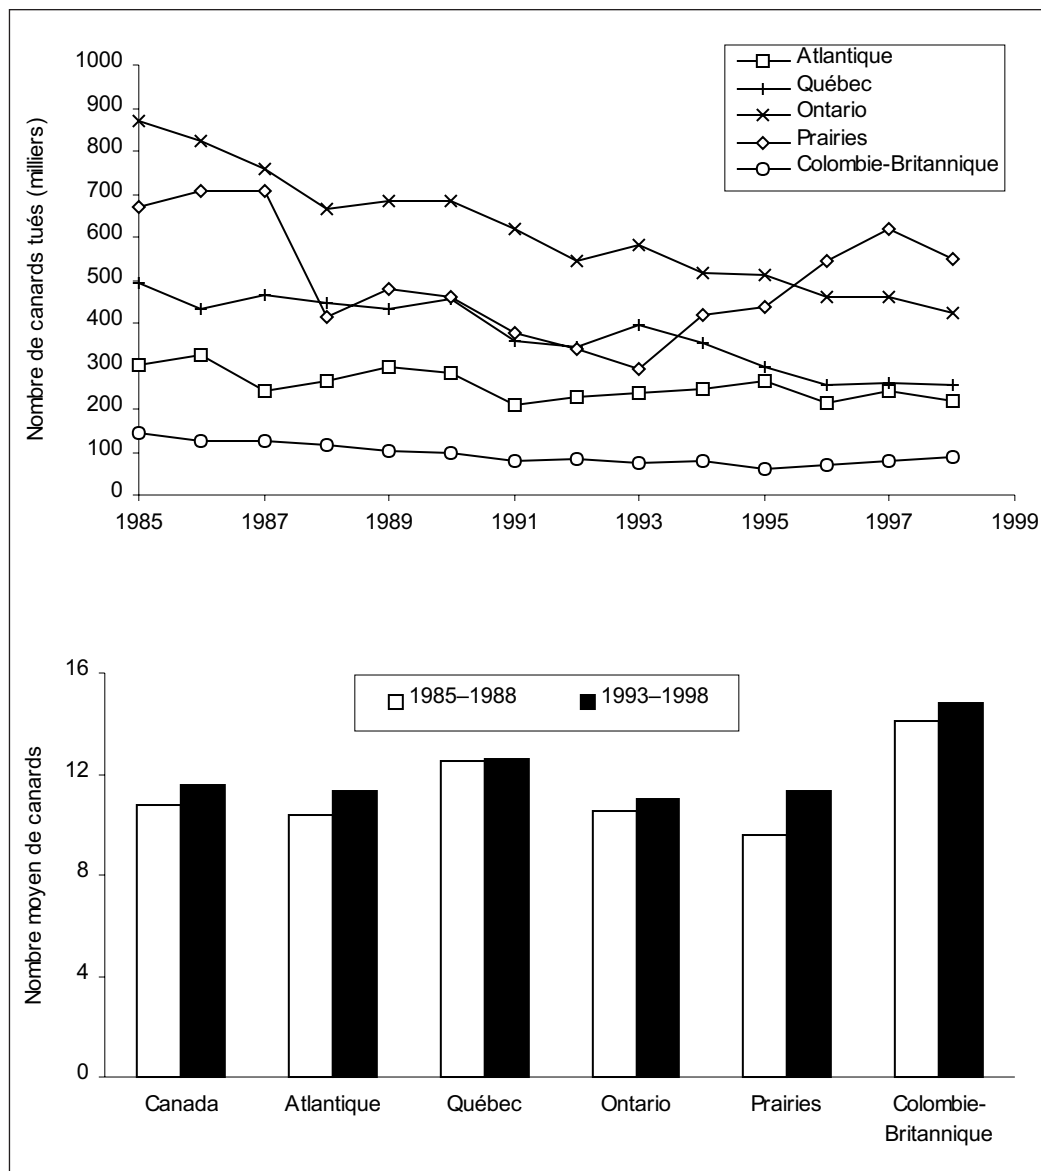 Nombre de canards tués (milliers)
1000
900
800
700
600
500
400
300
200
100
0
1985
1987
1989
1991
1993
1995
1997
1999
Atlantique
Québec
Ontario
Prairies
Colombie-Britannique
Nombre moyen de canards
16
12
8
4
0
1985–1988
1993–1998
Canada
Atlantique
Québec
Ontario
Prairies
Colombie-
Britannique